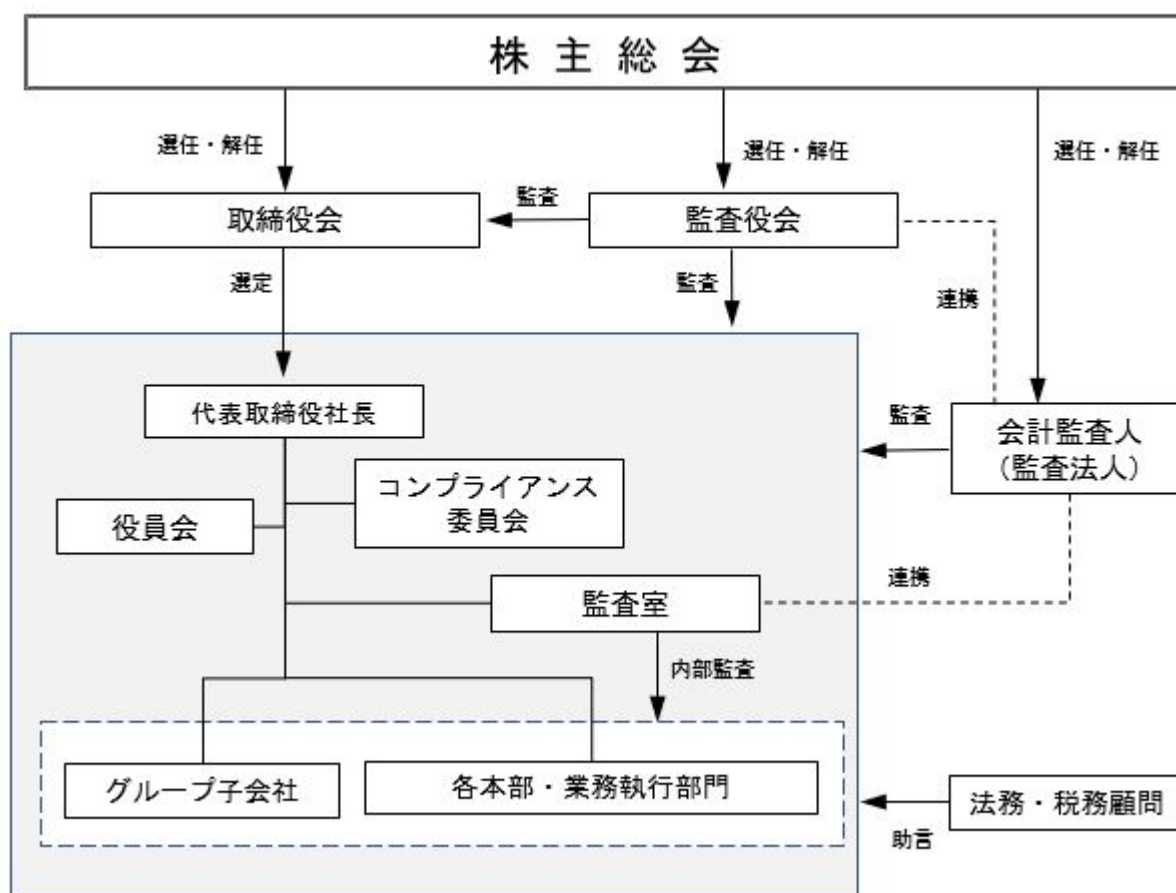 株主総会
選任・解任
選任・解任
選任・解任
取締役会
監査
監査役会
選定
監査
連携
代表取締役社長
監査
会計監査人
(監査法人)
コンプライアンス
委員会
役員会
連携
監査室
内部監査
グループ子会社
各本部・業務執行部門
法務・税務顧問
助言